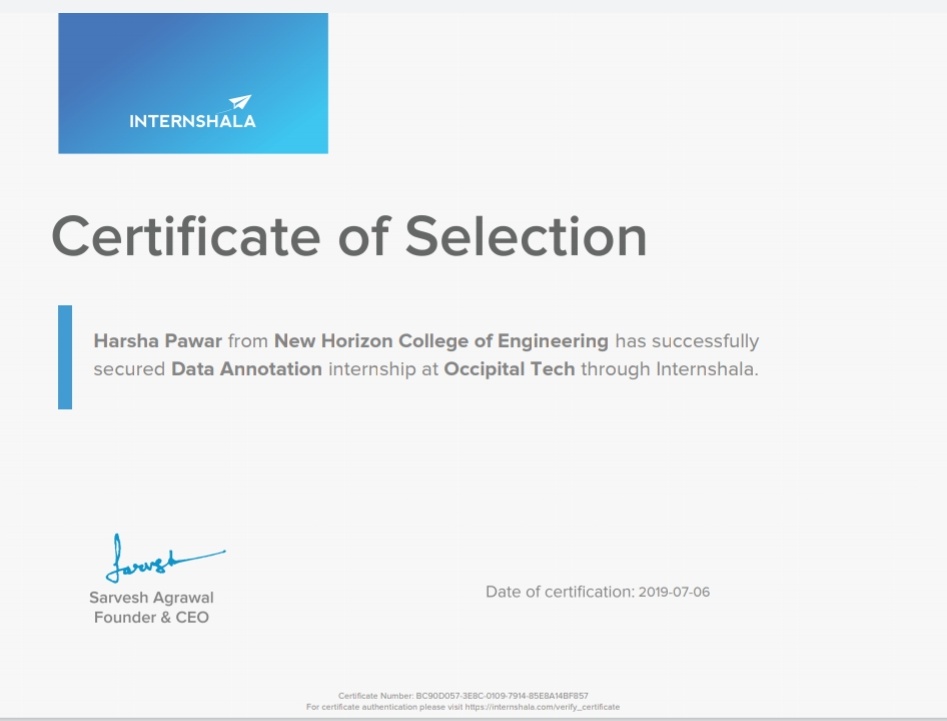 INTERNSHALA
Certificate of Selection
Harsha Pawar from New Horizon College of Engineering has successfully
secured Data Annotation internship at Occipital Tech through Internshala.
Sarvesh
Sarvesh Agrawal
Founder & CEO
Date of certification: 2019-07-06
Certificate Number: BC90D057-3E8C-0109-7914-85E8A14BF857
For certificate authentication please visit https://internshala.com/verify_certificate